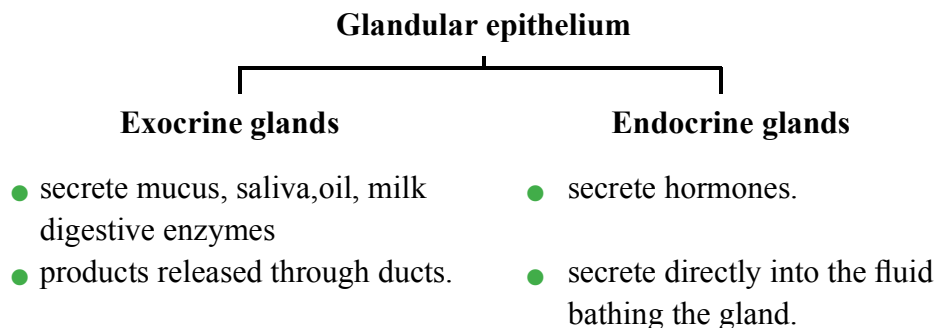 Glandular epithelium
Exocrine glands
Endocrine glands
secrete mucus, saliva,oil, milk
digestive enzymes
products released through ducts.
secrete hormones.
secrete directly into the fluid
bathing the gland.